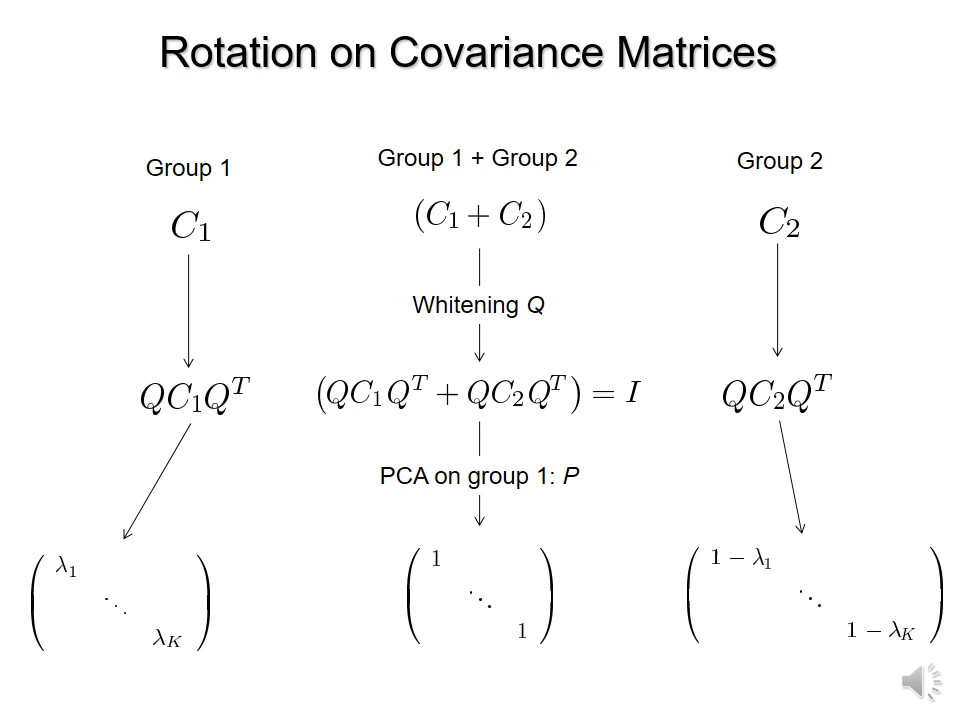 Rotation on Covariance Matrices
Group 1
Group 1 + Group 2
Group 2
C₁
(C₁ + C₂)
C₂
Whitening Q
QC₁Qᵀ
(QC₁Qᵀ + QC₂Qᵀ) = I
QC₂Qᵀ
PCA on group 1: P
λ₁
⋱
λ_K
1
⋱
1
1 − λ₁
⋱
1 − λ_K